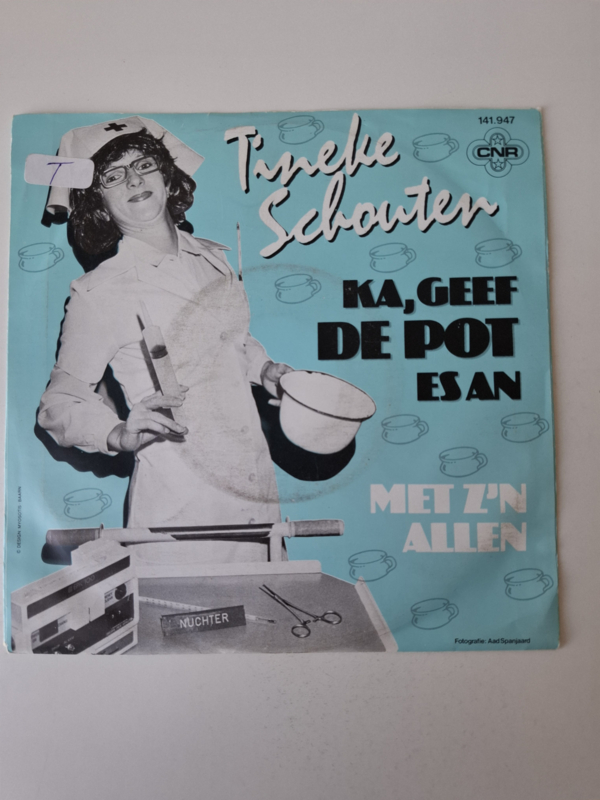 141.947
CNR
T
Tineke
Schouten
KA, GEEF
DE POT
ES AN
MET Z'N
ALLEN
NUCHTER
Fotografie: Aad Spanjaard